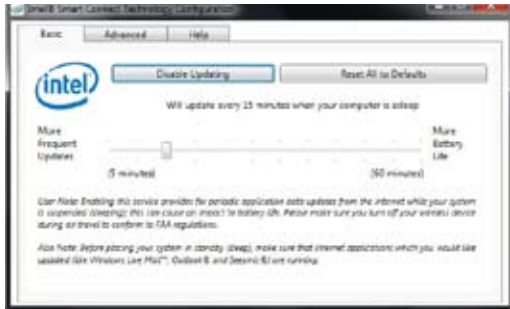 Intel® Smart Connect Technology Configuration
Basic Advanced Help
intel
Disable Updating Reset All to Defaults
Will update every 15 minutes when your computer is asleep
More Frequent Updates
More Battery Life
(5 minutes) (60 minutes)
User Note: Enabling this service provides for periodic application data updates from the internet while your system
is suspended (sleeping); this can cause an impact to battery life. Please make sure you turn off your wireless device
during air travel to conform to FAA regulations.
Also Note: Before placing your system in standby (sleep), make sure that internet applications which you would like
updated (like Windows Live Mail™, Outlook® and Seesmic®) are running.